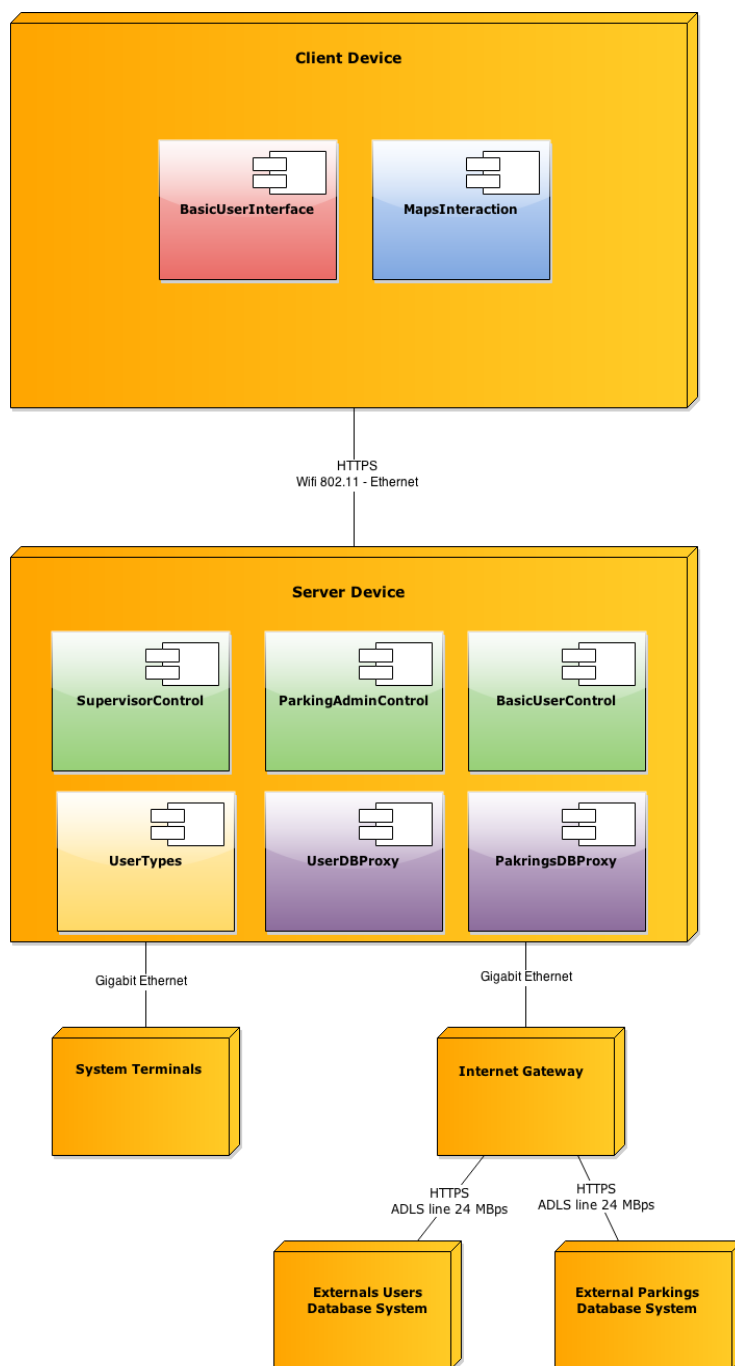 Client Device
BasicUserInterface
MapsInteraction
HTTPS
Wifi 802.11 - Ethernet
Server Device
SupervisorControl
ParkingAdminControl
BasicUserControl
UserTypes
UserDBProxy
PakringsDBProxy
Gigabit Ethernet
Gigabit Ethernet
System Terminals
Internet Gateway
HTTPS
ADLS line 24 MBps
HTTPS
ADLS line 24 MBps
Externals Users
Database System
External Parkings
Database System